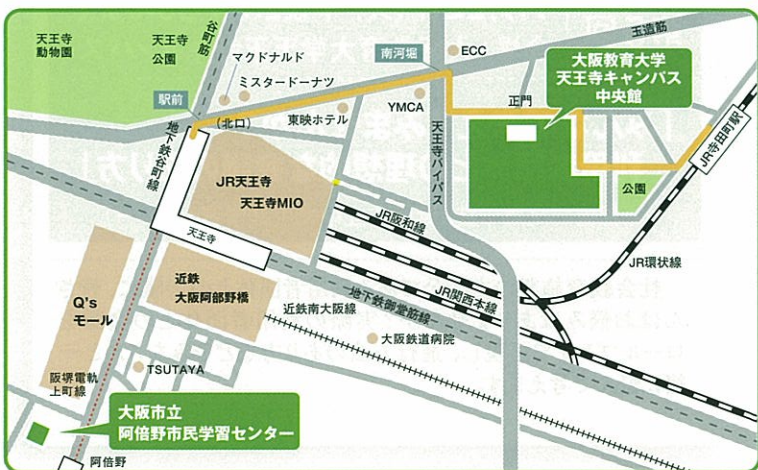 天王寺
動物園
天王寺
公園
谷町筋
マクドナルド
ミスタードーナツ
南河堀
ECC
玉造筋
大阪教育大学
天王寺キャンパス
中央館
駅前
(北口)
東映ホテル
YMCA
正門
天王寺バイパス
JR寺田町駅
公園
地下鉄谷町線
JR天王寺
天王寺MIO
天王寺
JR阪和線
JR環状線
JR関西本線
地下鉄御堂筋線
近鉄
大阪阿部野橋
近鉄南大阪線
大阪鉄道病院
Q's
モール
阪堺電軌
上町線
TSUTAYA
大阪市立
阿倍野市民学習センター
阿倍野